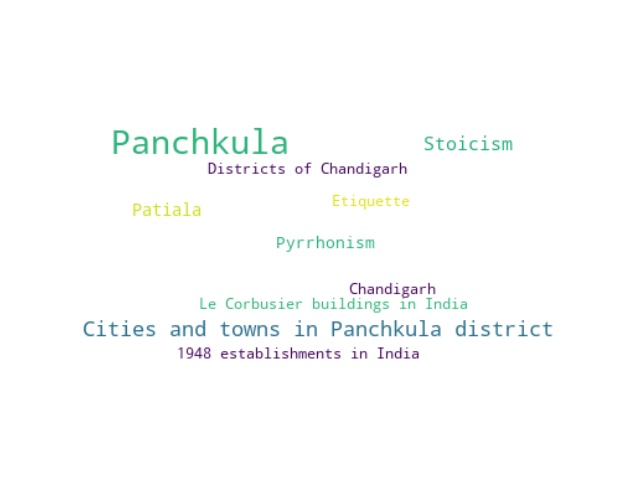 Panchkula
Stoicism
Districts of Chandigarh
Etiquette
Patiala
Pyrrhonism
Chandigarh
Le Corbusier buildings in India
Cities and towns in Panchkula district
1948 establishments in India